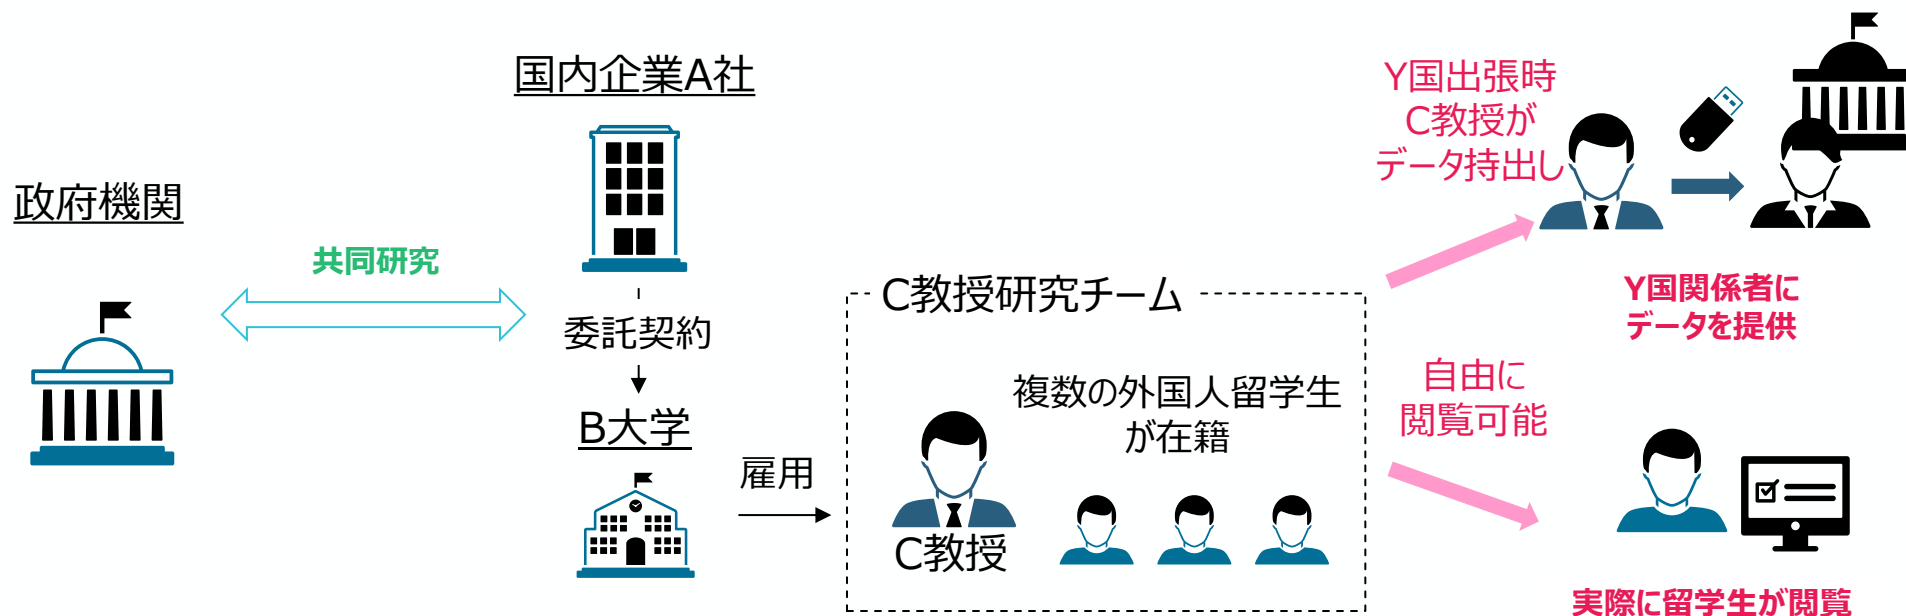 政府機関
共同研究
国内企業A社
委託契約
B大学
雇用
C教授研究チーム
複数の外国人留学生
が在籍
C教授
Y国出張時
C教授が
データ持出し
Y国関係者に
データを提供
自由に
閲覧可能
実際に留学生が閲覧